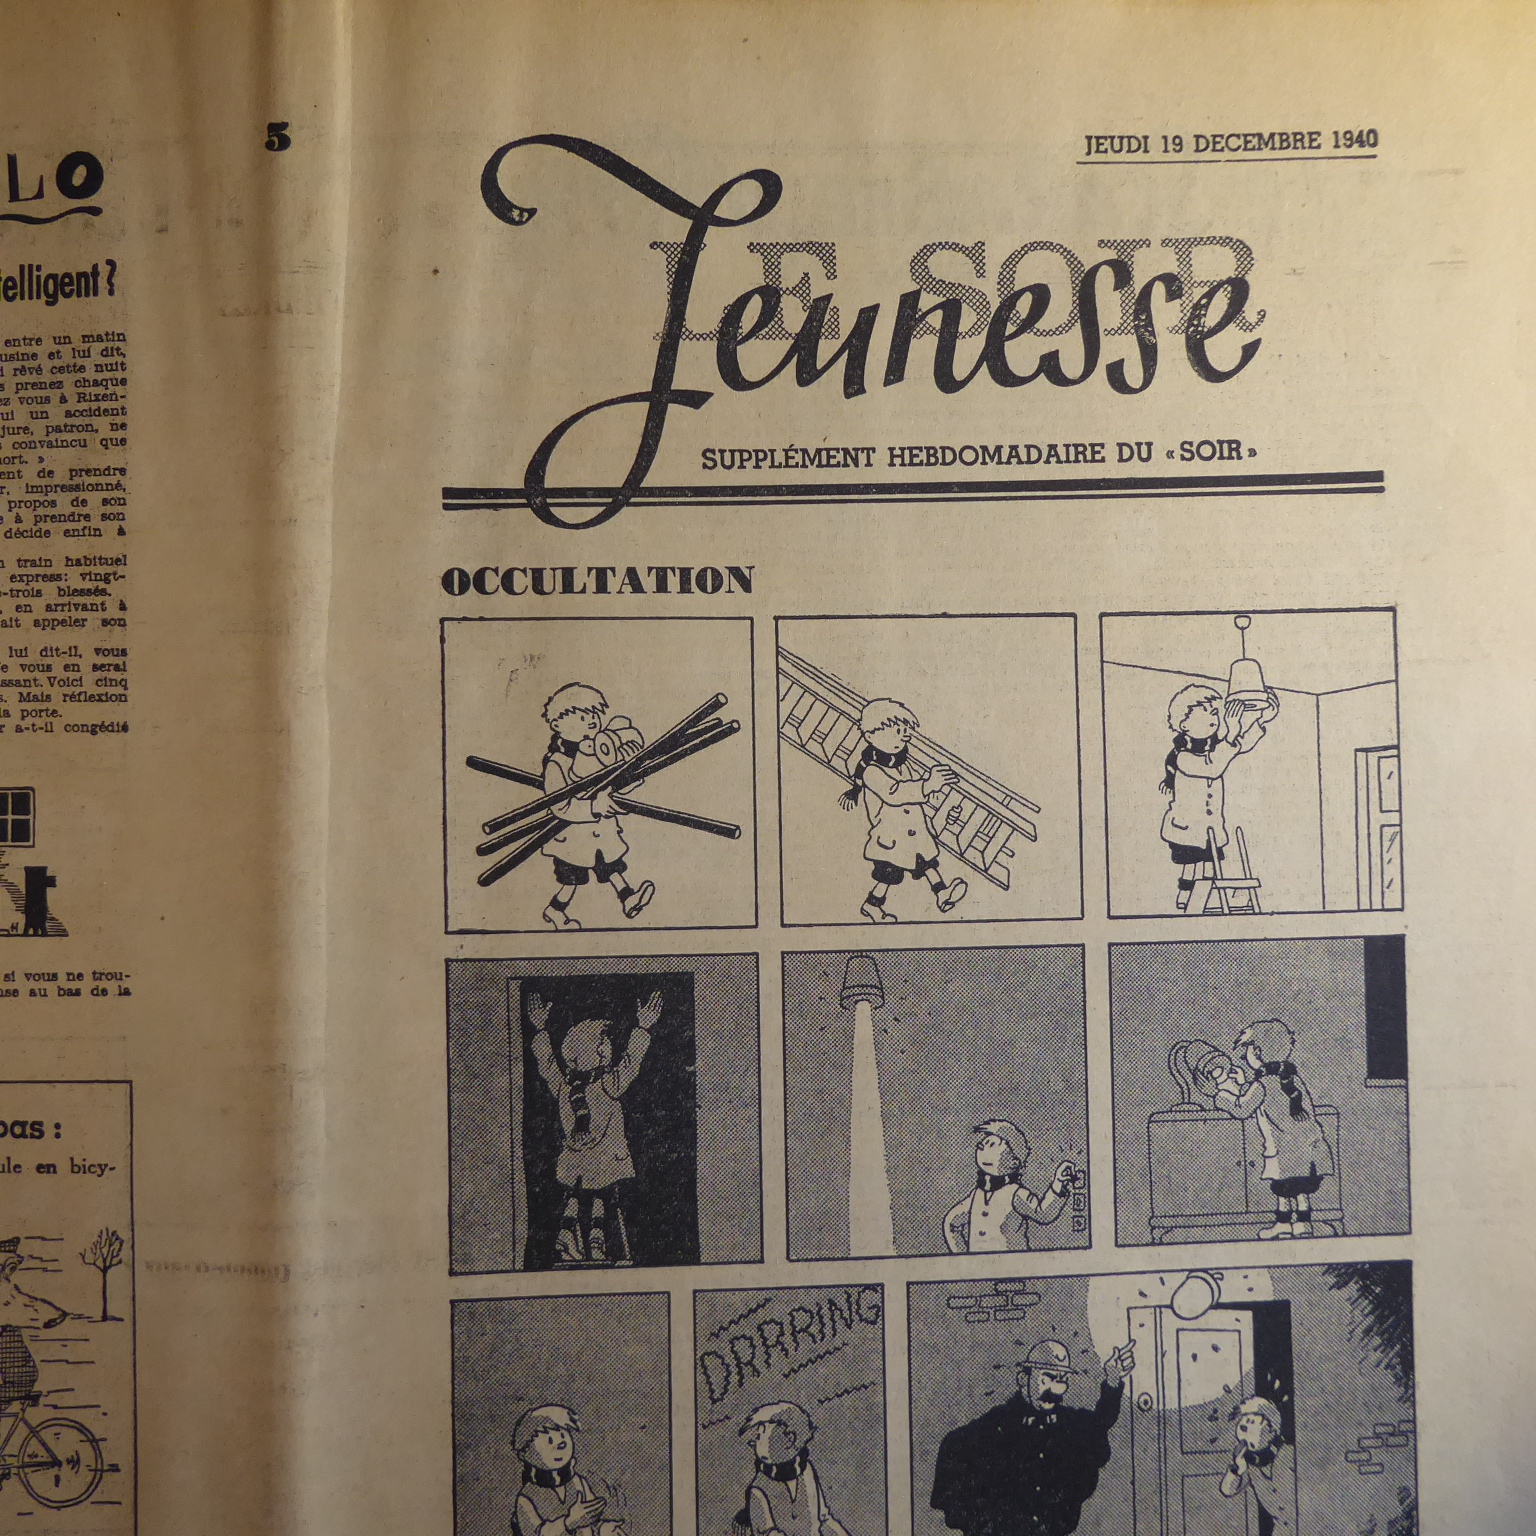 LO
telligent?
entre un matin
usine et lui dit,
i rêvé cette nuit
s prenez chaque
ez vous à Rixen-
ui un accident
jure, patron, ne
s convaincu que
ort. »
ent de prendre
r, impressionné,
propos de son
e à prendre son
décide enfin à
n train habituel
express: vingt-
-trois blessés.
, en arrivant à
ait appeler son
lui dit-il, vous
e vous en serai
ssant. Voici cinq
s. Mais réflexion
la porte.
r a-t-il congédié
si vous ne trou-
nse au bas de la
pas :
ule en bicy-
5
JEUDI 19 DECEMBRE 1940
LE SOIR
Jeunesse
SUPPLÉMENT HEBDOMADAIRE DU «SOIR»
OCCULTATION
DRRRING